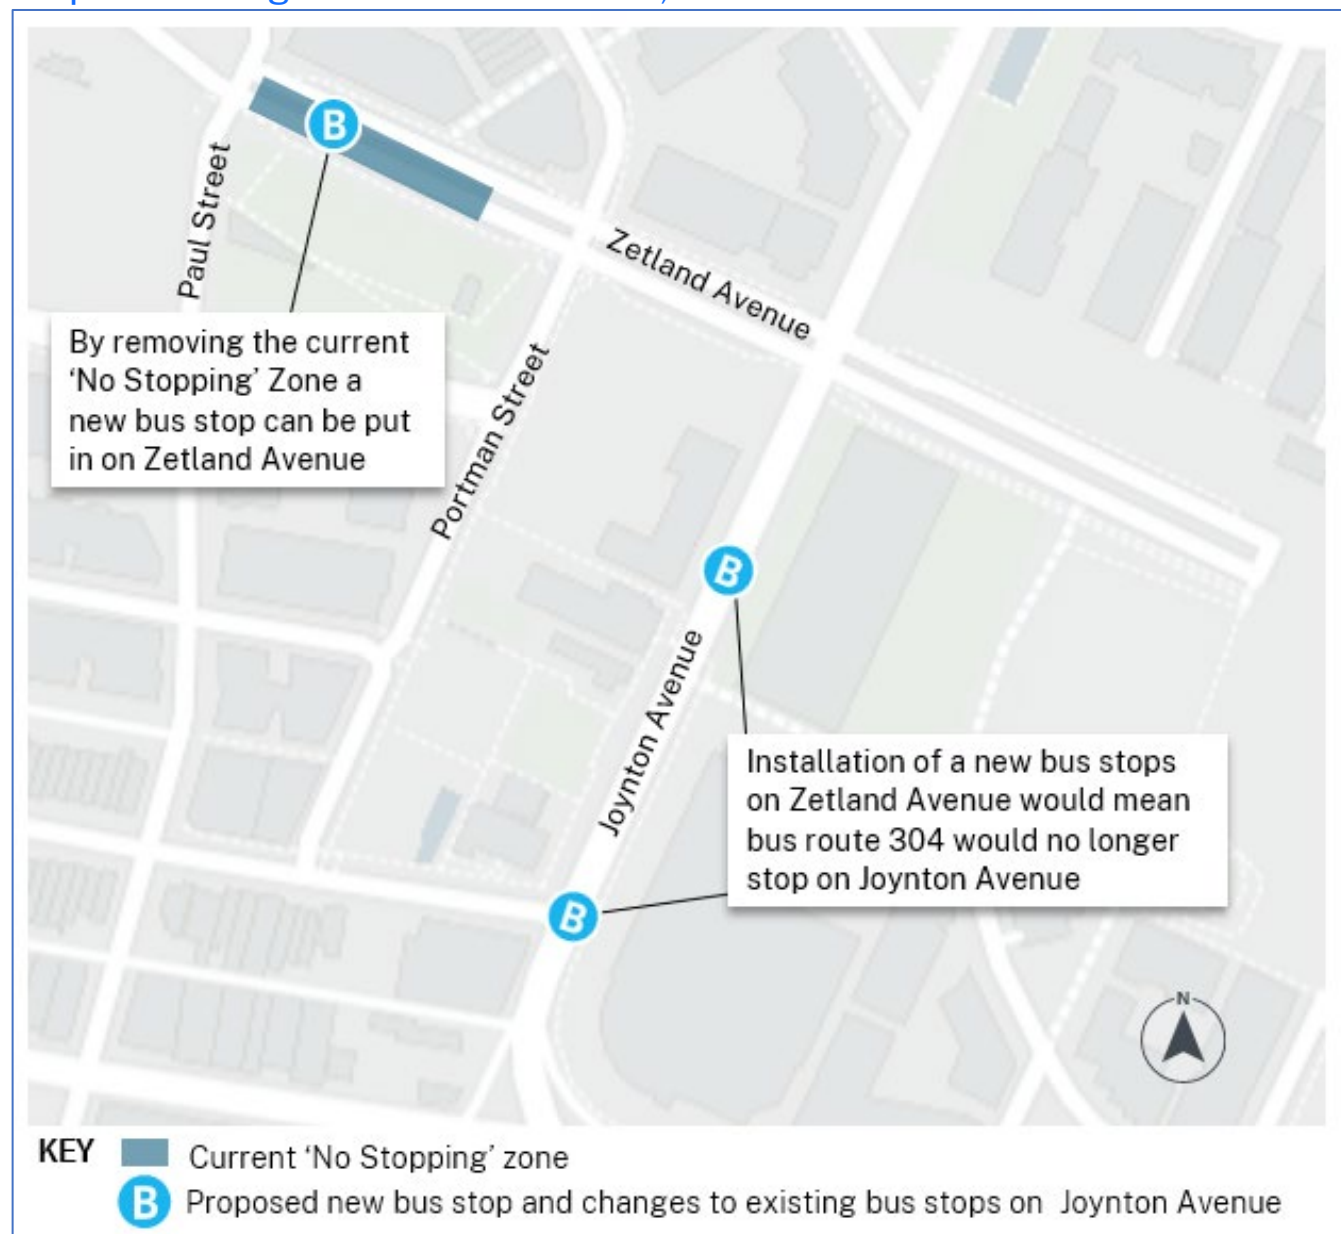 Paul Street
B
Zetland Avenue
By removing the current
‘No Stopping’ Zone a
new bus stop can be put
in on Zetland Avenue
Portman Street
B
Joynton Avenue
Installation of a new bus stops
on Zetland Avenue would mean
bus route 304 would no longer
stop on Joynton Avenue
B
N
KEY
Current ‘No Stopping’ zone
B Proposed new bus stop and changes to existing bus stops on Joynton Avenue